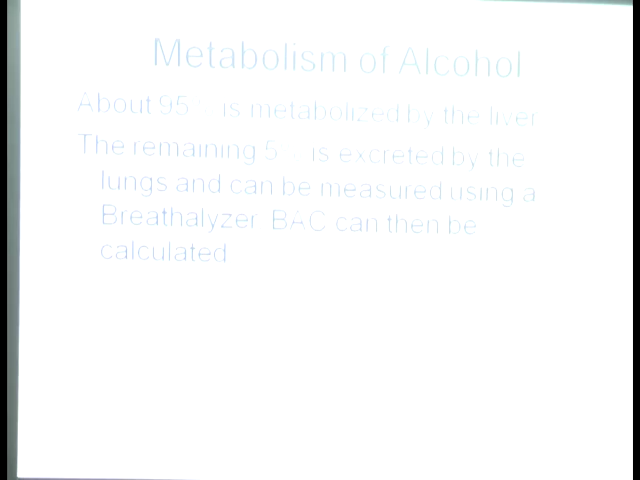 Metabolism of Alcohol
About 95 is metabolized by the liver
The remaining 5 is excreted by the
lungs and can be measured using a
Breathalyzer BAC can then be
calculated